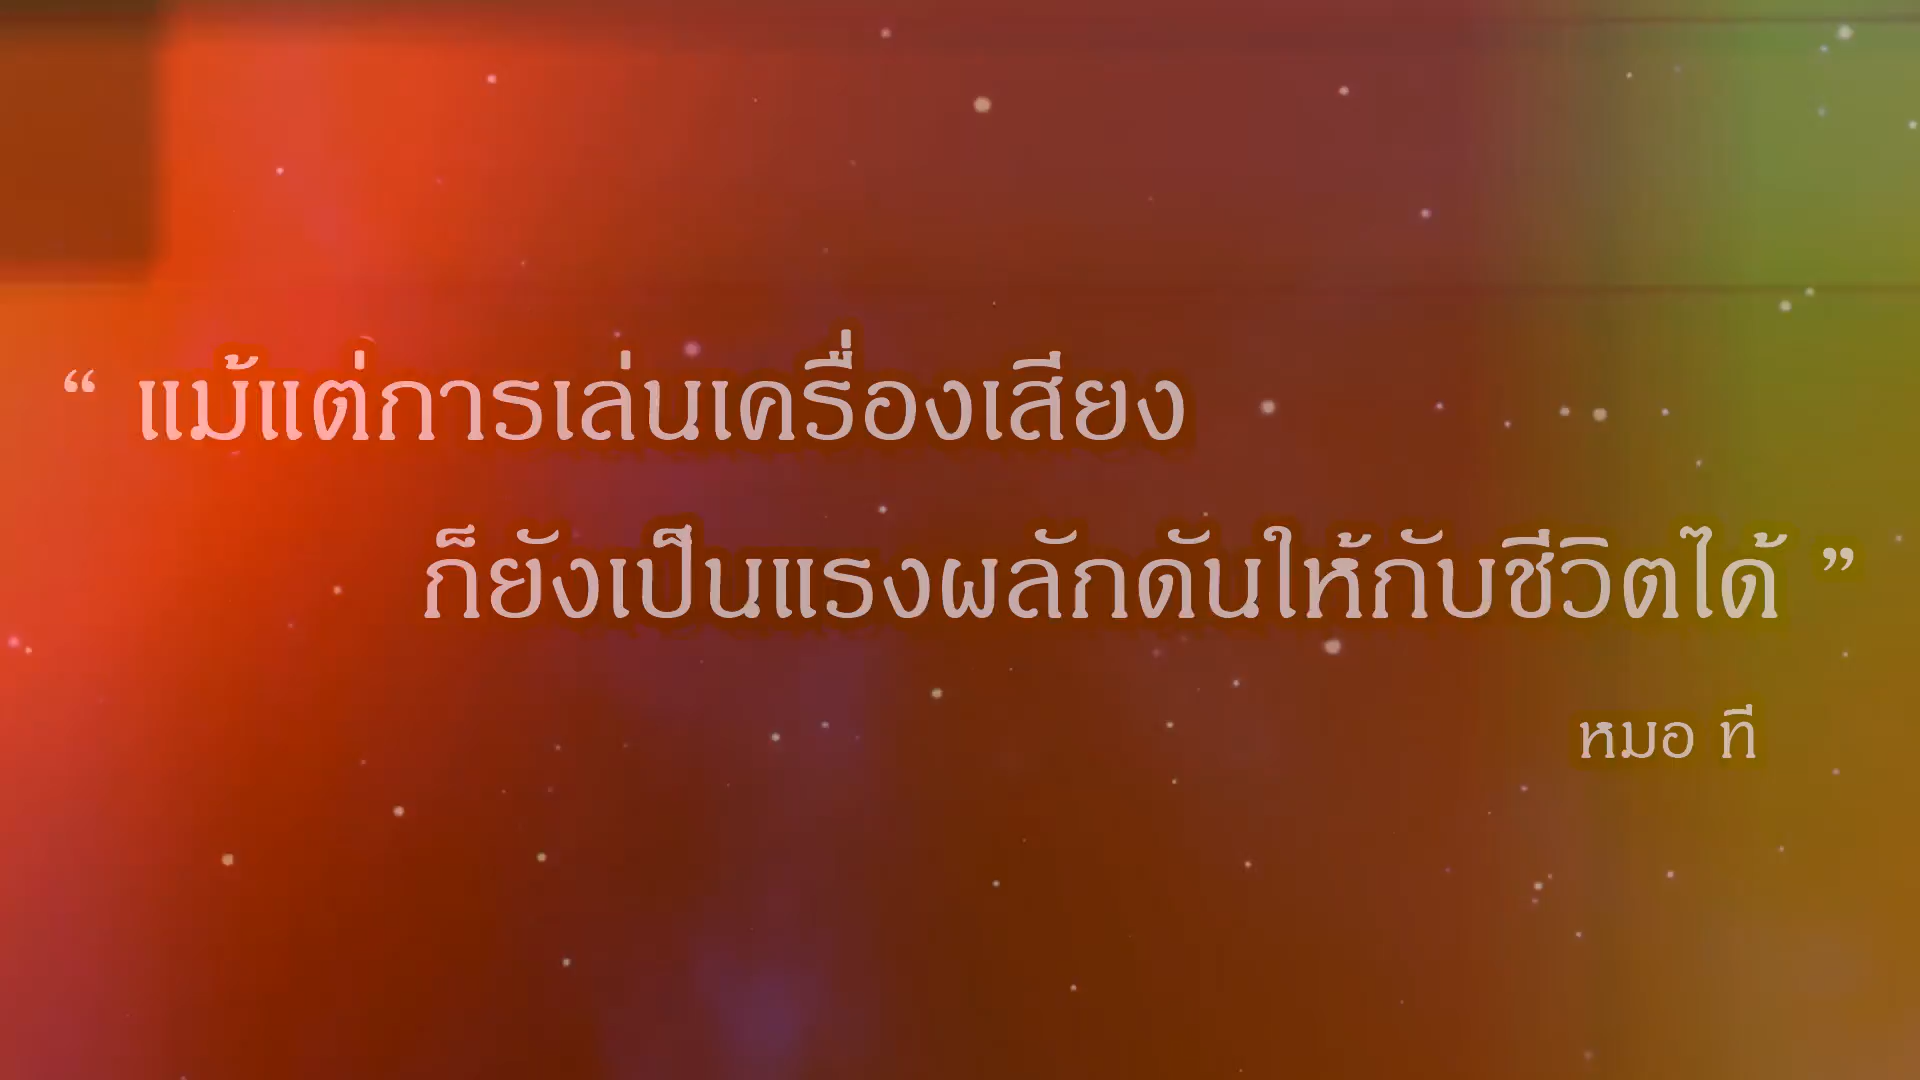 “ แม้แต่การเล่นเครื่องเสียง
ก็ยังเป็นแรงผลักดันให้กับชีวิตได้ ”
หมอ ที